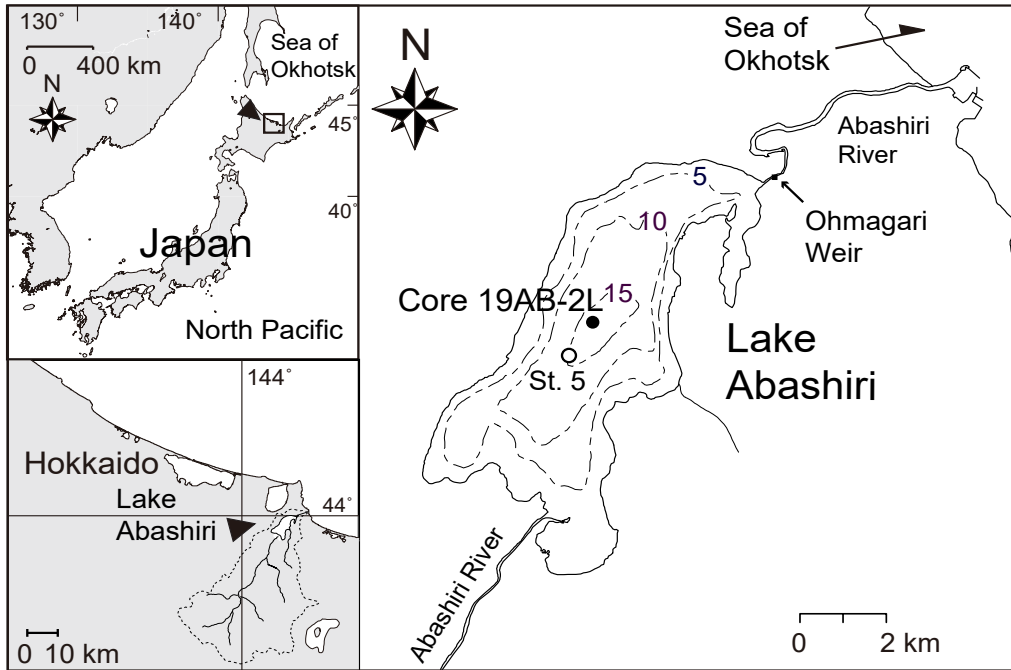 130˚
140˚
0 400 km
N
Sea of
Okhotsk
45˚
40˚
Japan
North Pacific
144˚
Hokkaido
Lake
Abashiri
44˚
0 10 km
N
Sea of
Okhotsk
Abashiri
River
Ohmagari
Weir
5
10
15
Core 19AB-2L
St. 5
Lake
Abashiri
Abashiri River
0 2 km